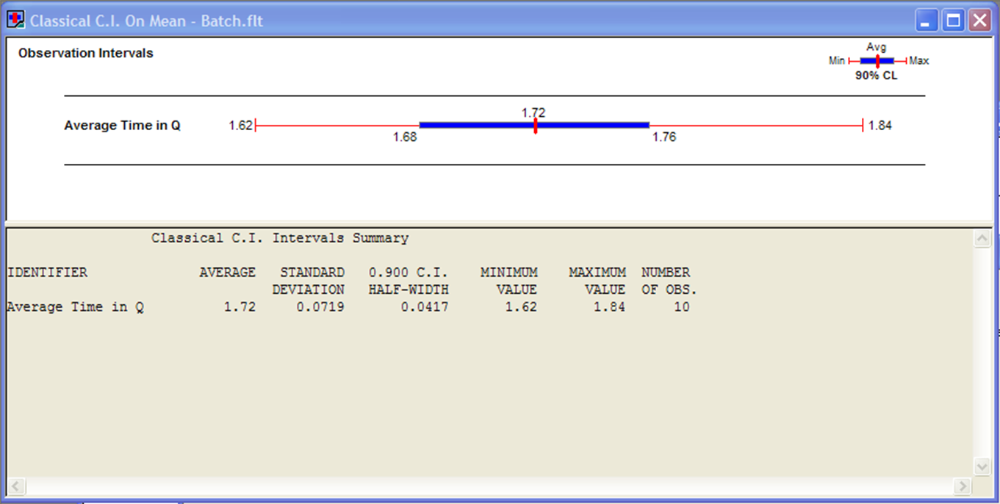 Classical C.I. On Mean - Batch.flt
Observation Intervals
Avg
Min Max
90% CL
1.72
Average Time in Q 1.62 1.84
1.68 1.76
Classical C.I. Intervals Summary
IDENTIFIER AVERAGE STANDARD 0.900 C.I. MINIMUM MAXIMUM NUMBER
DEVIATION HALF-WIDTH VALUE VALUE OF OBS.
Average Time in Q 1.72 0.0719 0.0417 1.62 1.84 10